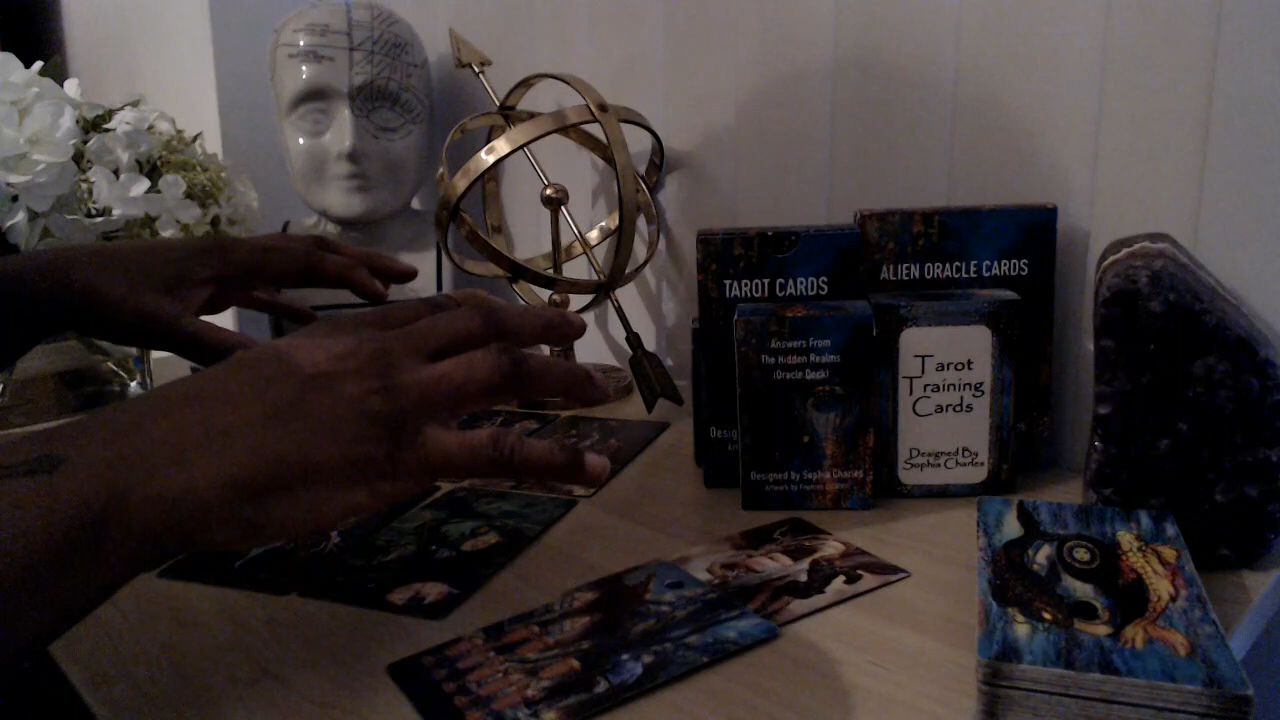 TAROT CARDS
ALIEN ORACLE CARDS
Answers From
The Hidden Realms
(Oracle Deck)
Designed by Sophia Charles
Tarot
Training
Cards
Designed By
Sophia Charles